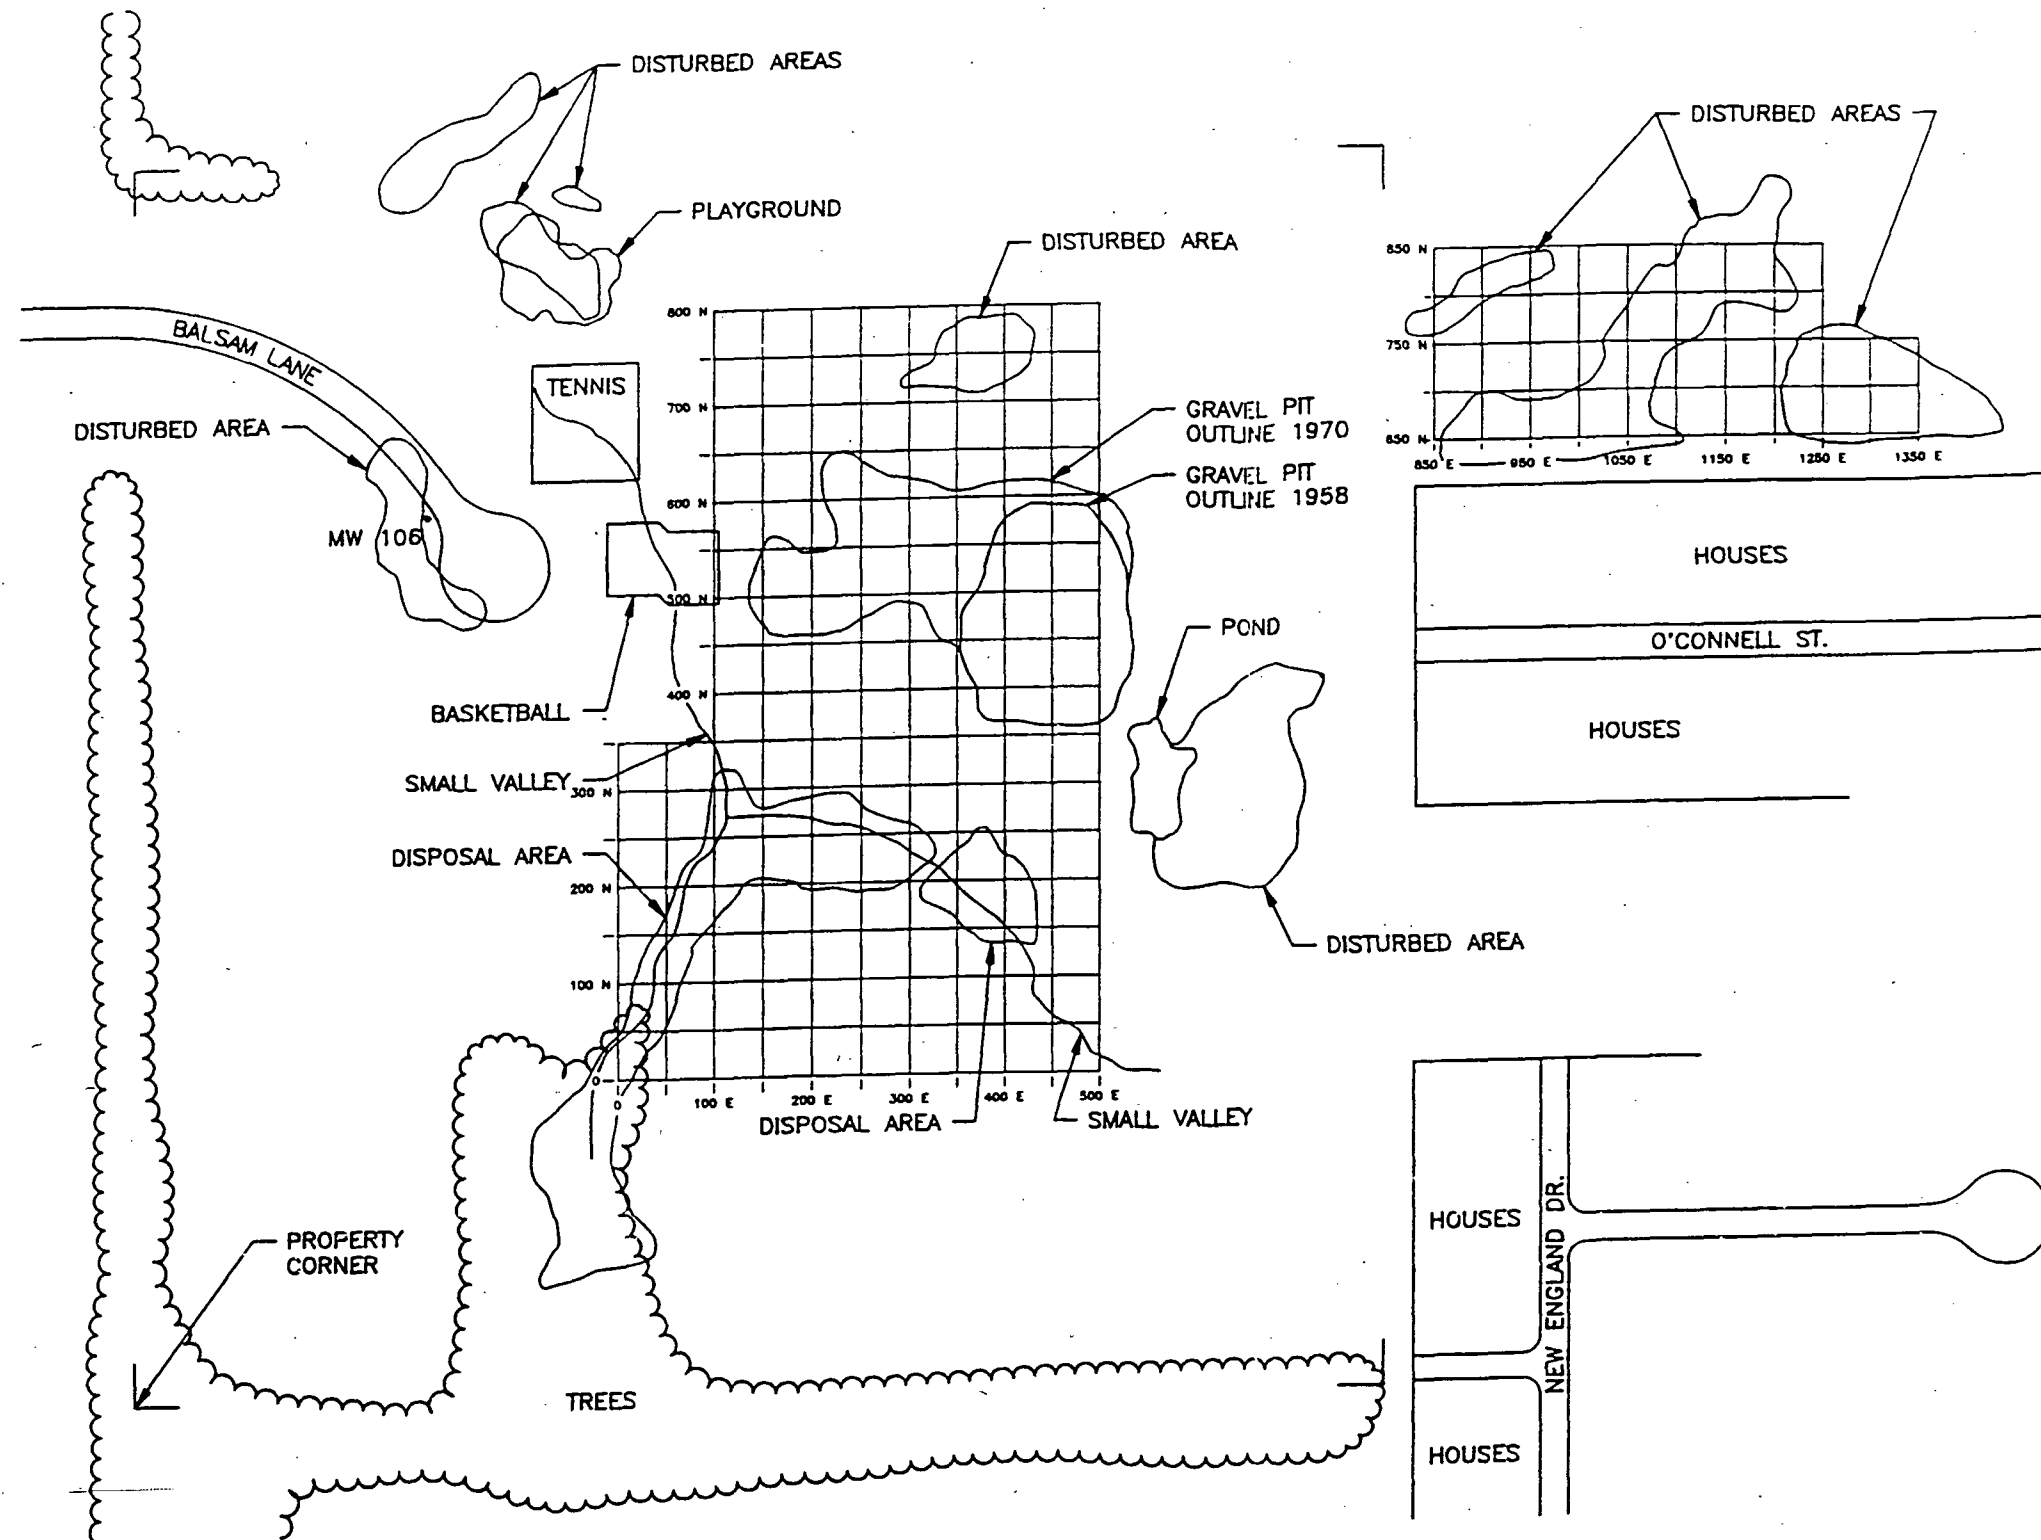 DISTURBED AREAS
DISTURBED AREAS
PLAYGROUND
DISTURBED AREA
850 N
800 N
BALSAM LANE
750 N
TENNIS
700 N
GRAVEL PIT
OUTLINE 1970
DISTURBED AREA
650 N
850 E
950 E
1050 E
1150 E
1250 E
1350 E
GRAVEL PIT
OUTLINE 1958
600 N
MW 106
HOUSES
500 N
POND
O'CONNELL ST.
400 N
BASKETBALL
HOUSES
SMALL VALLEY
300 N
DISPOSAL AREA
200 N
DISTURBED AREA
100 N
0
0
100 E
200 E
300 E
400 E
500 E
DISPOSAL AREA
SMALL VALLEY
HOUSES
NEW ENGLAND DR.
PROPERTY
CORNER
TREES
HOUSES